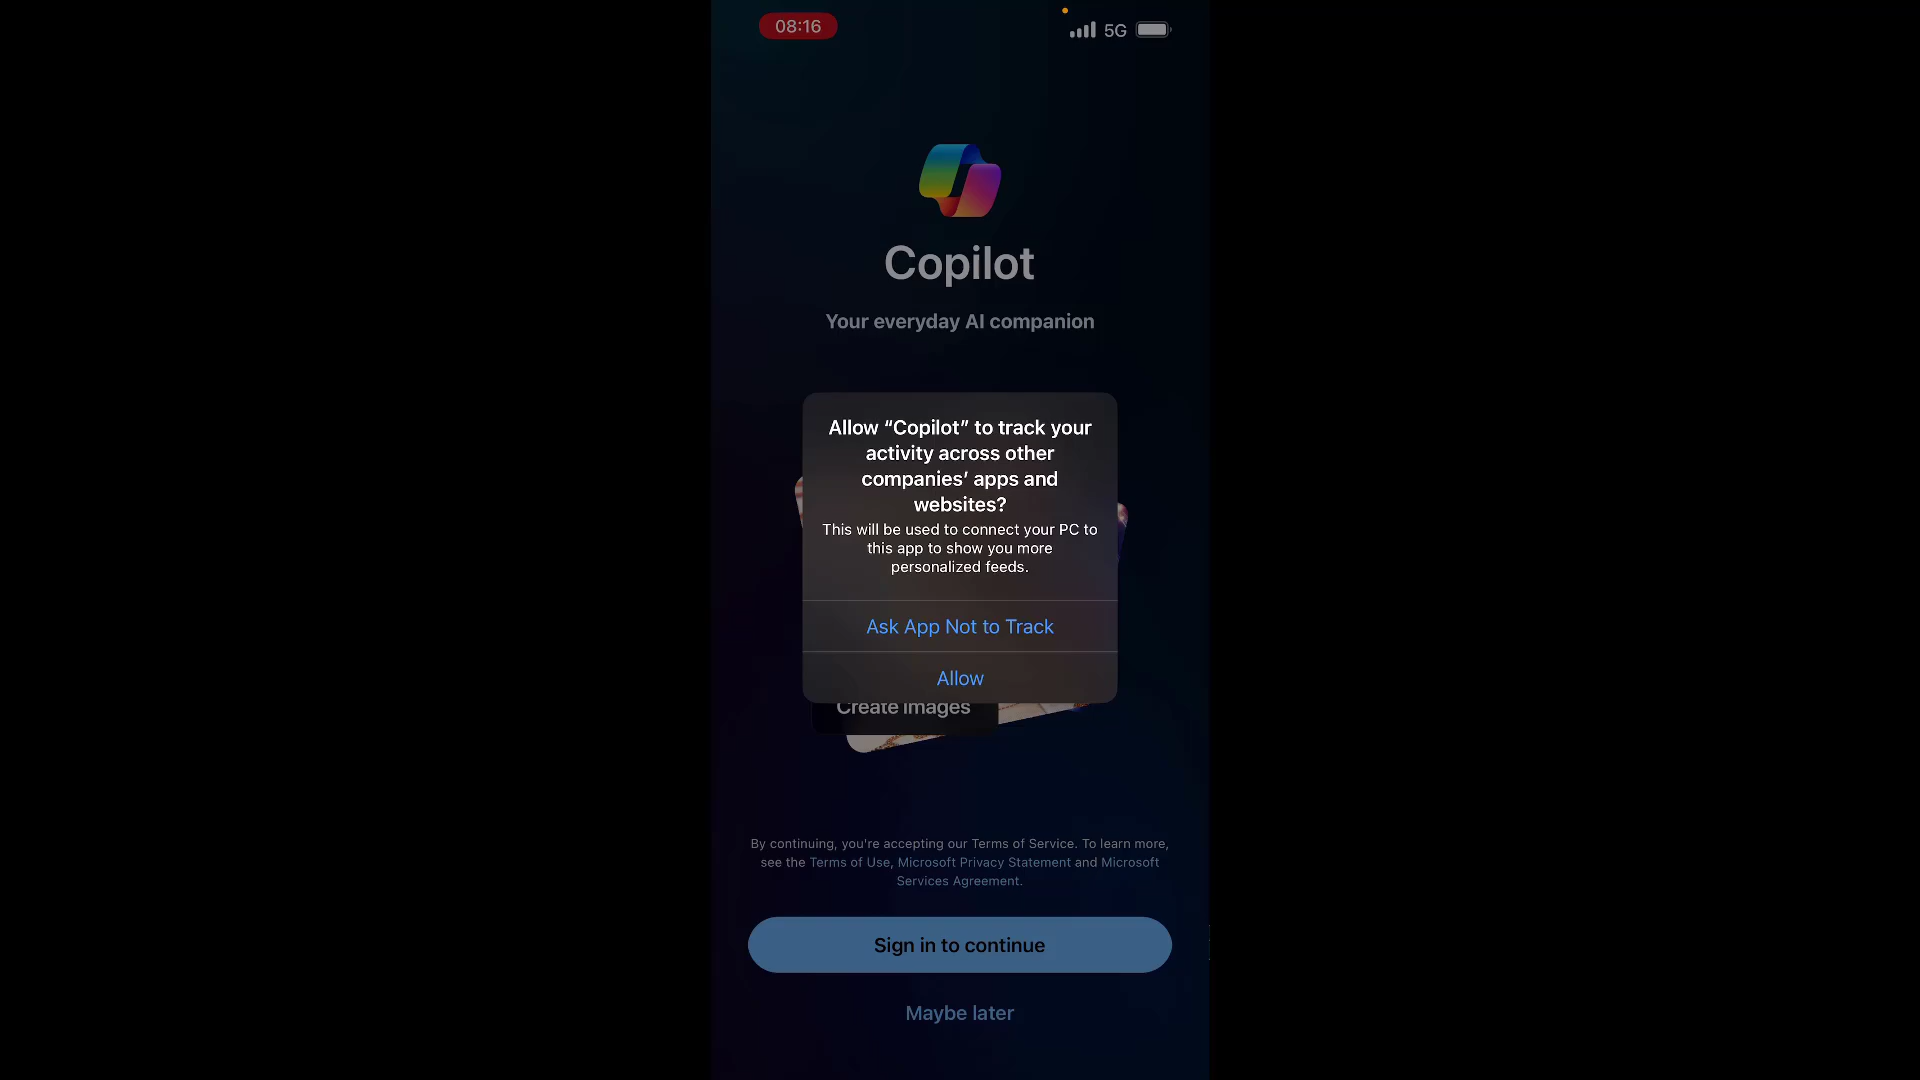 08:16
5G
Copilot
Your everyday AI companion
Allow “Copilot” to track your
activity across other
companies’ apps and
websites?
This will be used to connect your PC to
this app to show you more
personalized feeds.
Ask App Not to Track
Allow
Create images
By continuing, you're accepting our Terms of Service. To learn more,
see the Terms of Use, Microsoft Privacy Statement and Microsoft
Services Agreement.
Sign in to continue
Maybe later